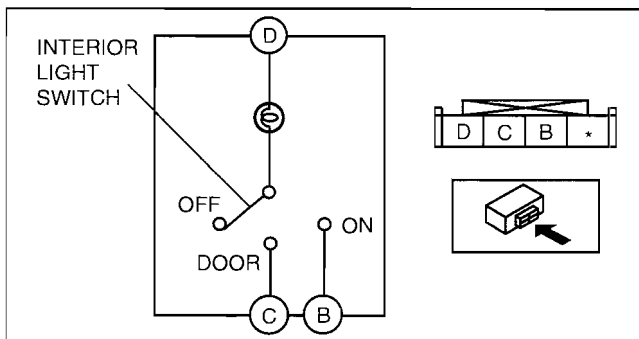 D
INTERIOR
LIGHT
SWITCH
D C B *
OFF
ON
DOOR
C B